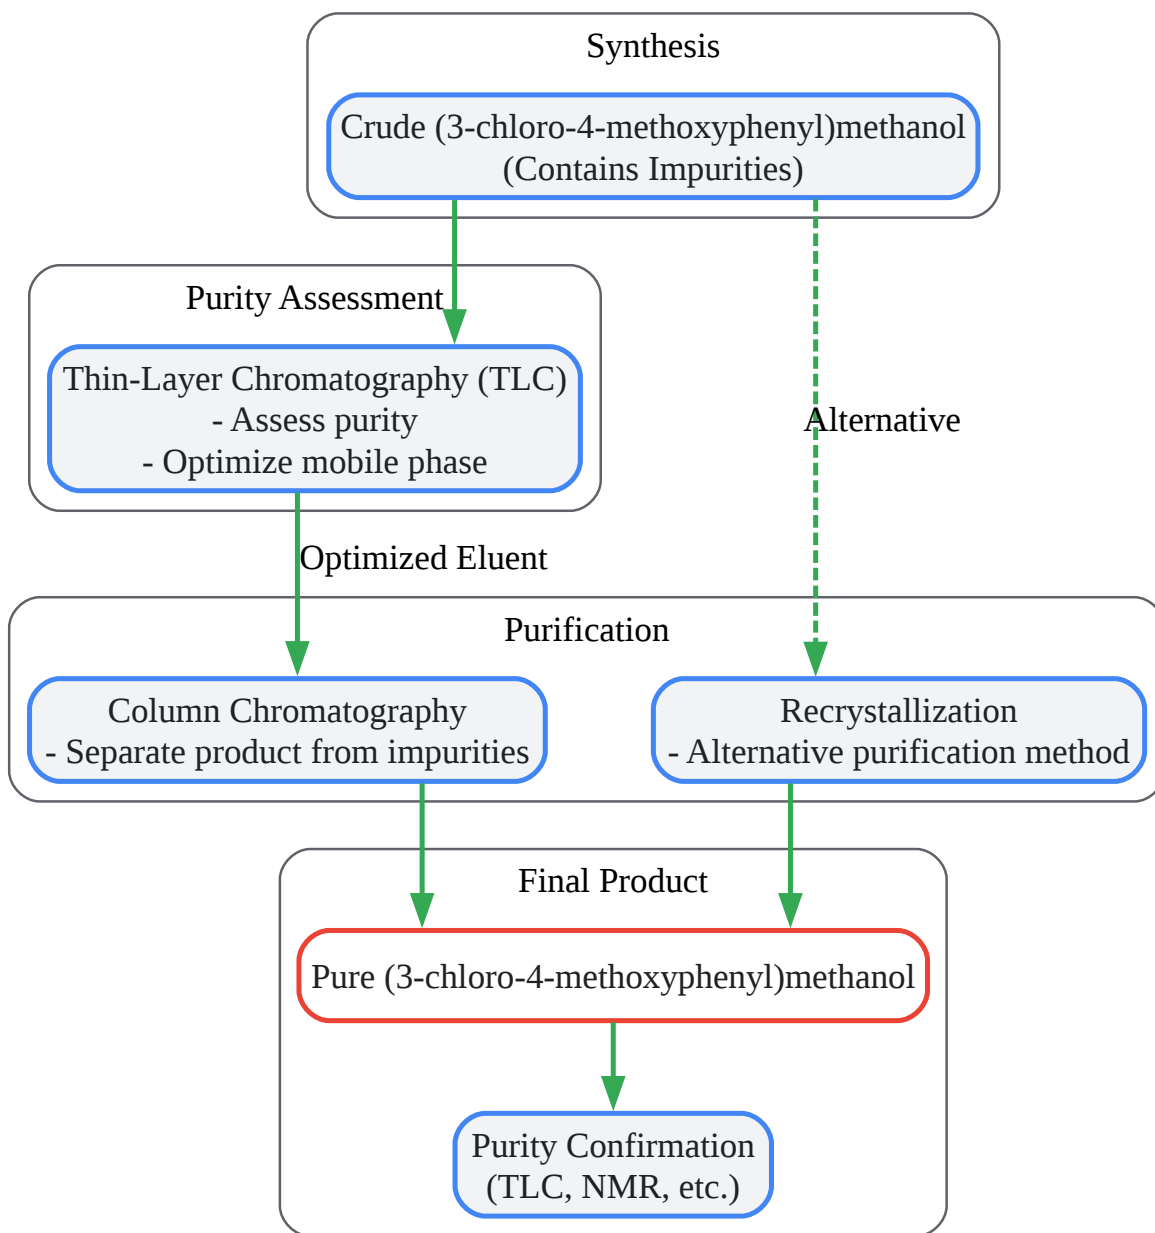 Synthesis
Crude (3-chloro-4-methoxyphenyl)methanol
(Contains Impurities)
Purity Assessment
Thin-Layer Chromatography (TLC)
- Assess purity
- Optimize mobile phase
Alternative
Optimized Eluent
Purification
Column Chromatography
- Separate product from impurities
Recrystallization
- Alternative purification method
Final Product
Pure (3-chloro-4-methoxyphenyl)methanol
Purity Confirmation
(TLC, NMR, etc.)